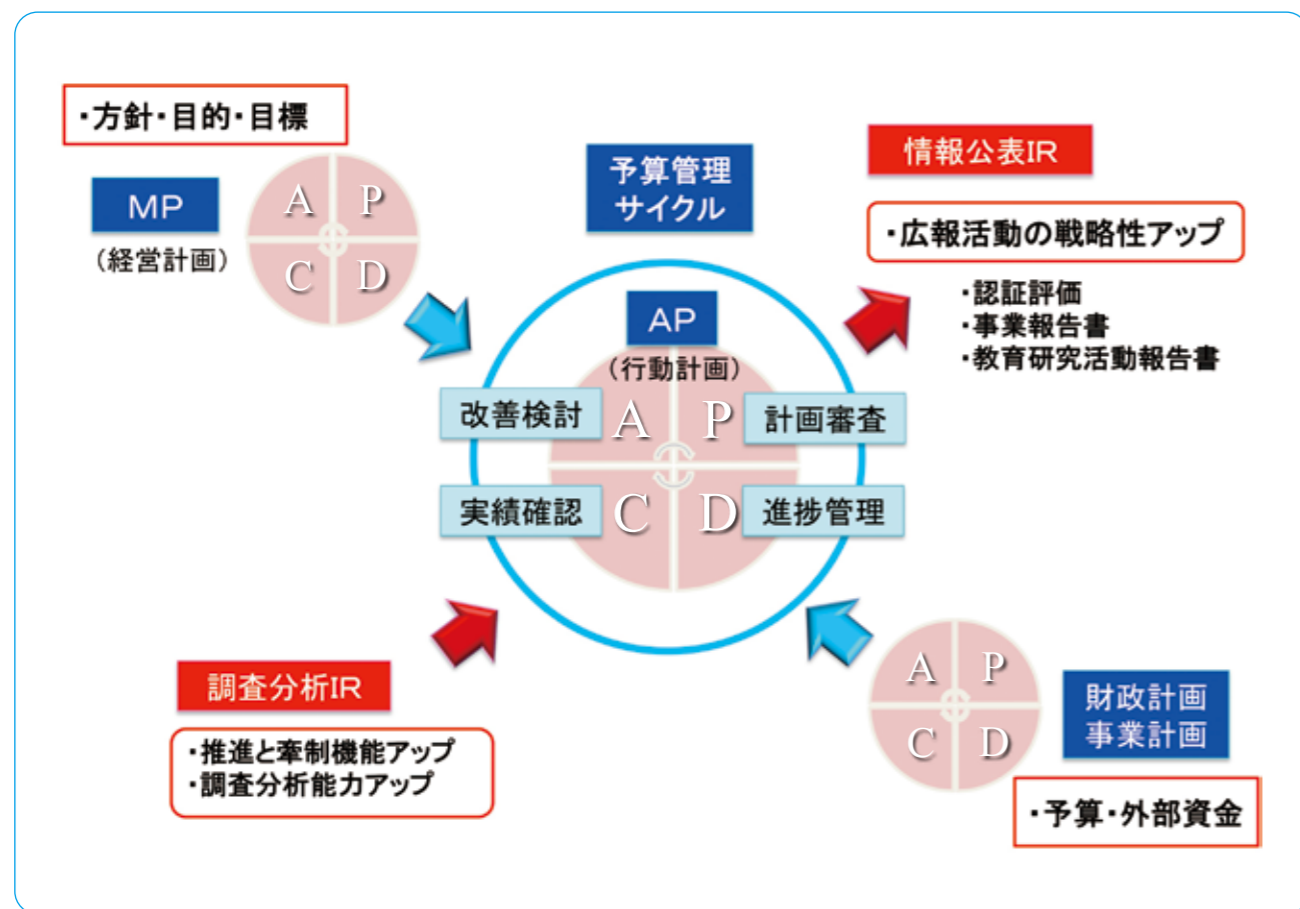 ・方針・目的・目標
MP
（経営計画）
A P
C D
予算管理
サイクル
情報公表IR
・広報活動の戦略性アップ
・認証評価
・事業報告書
・教育研究活動報告書
AP
（行動計画）
改善検討
A P
計画審査
実績確認
C D
進捗管理
調査分析IR
・推進と牽制機能アップ
・調査分析能力アップ
A P
C D
財政計画
事業計画
・予算・外部資金